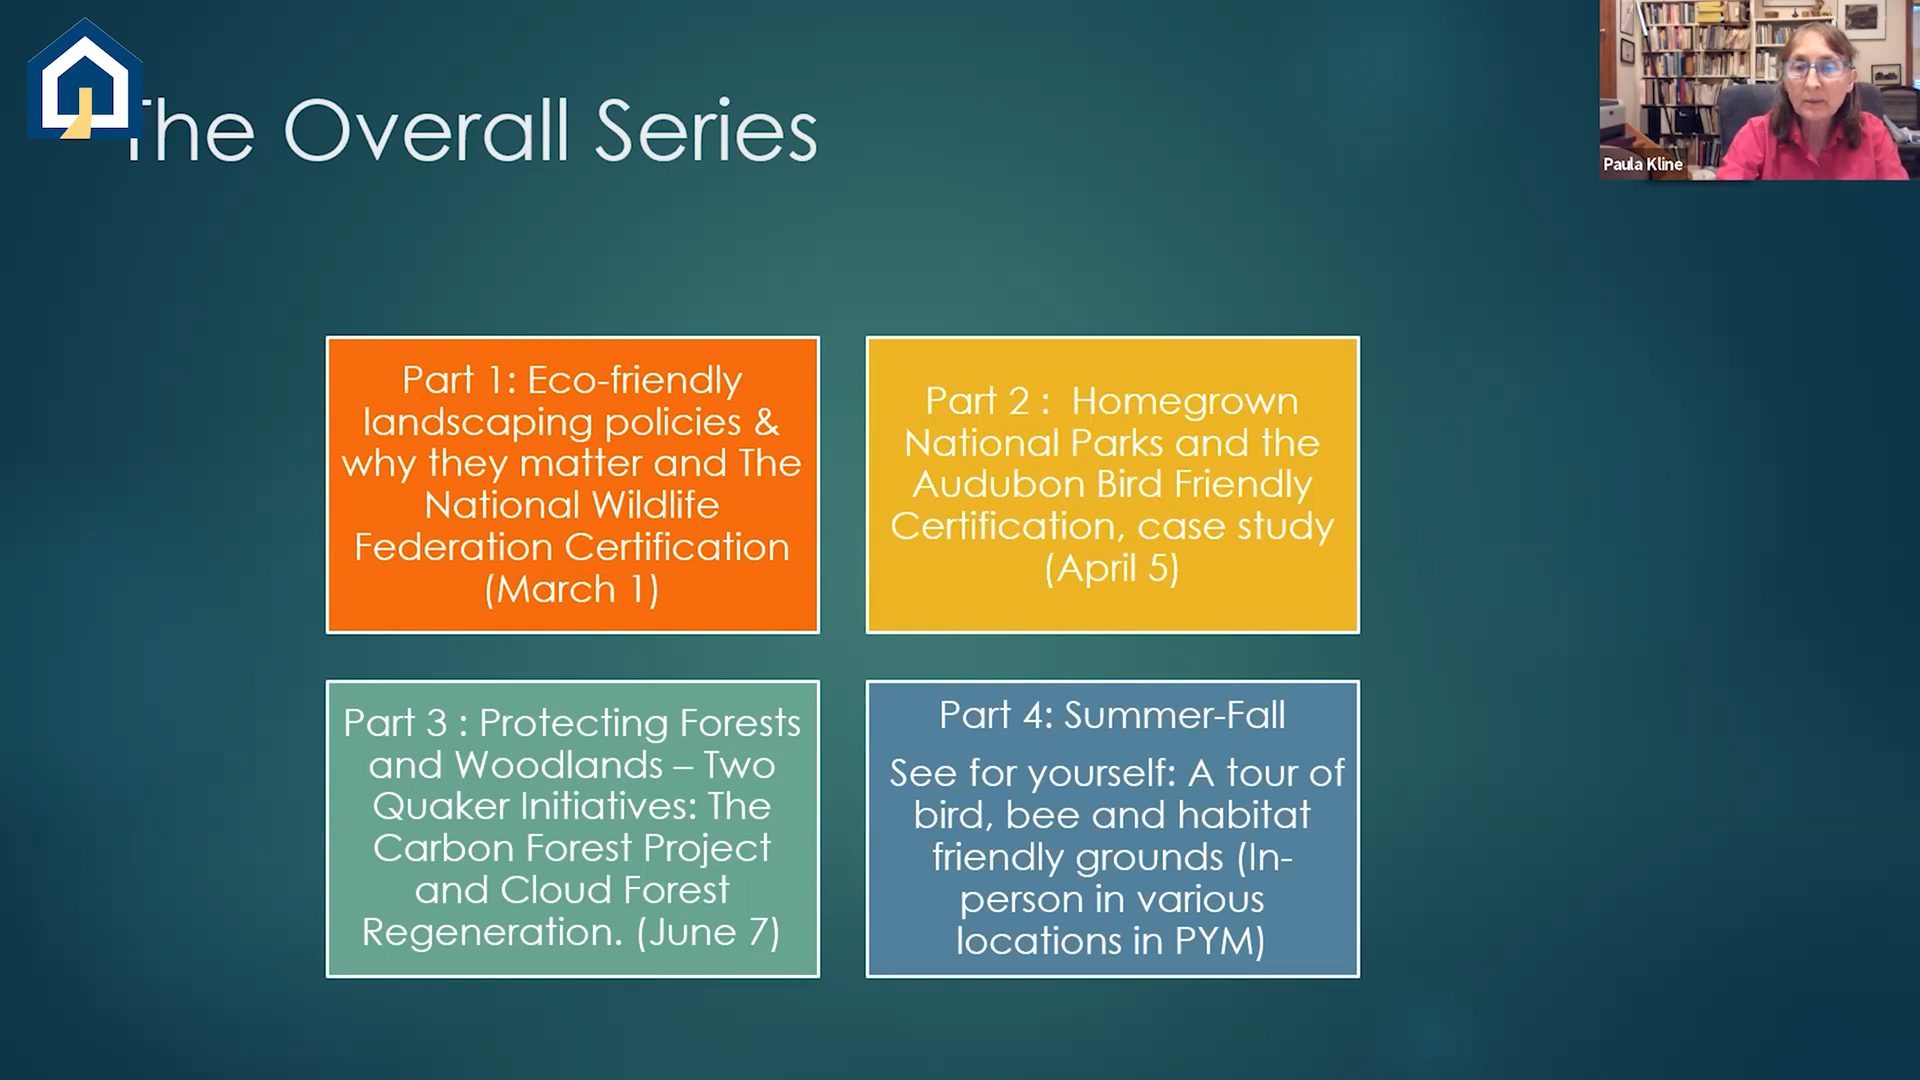 The Overall Series
Paula Kline
Part 1: Eco-friendly
landscaping policies &
why they matter and The
National Wildlife
Federation Certification
(March 1)
Part 2 :  Homegrown
National Parks and the
Audubon Bird Friendly
Certification, case study
(April 5)
Part 3 : Protecting Forests
and Woodlands – Two
Quaker Initiatives: The
Carbon Forest Project
and Cloud Forest
Regeneration. (June 7)
Part 4: Summer-Fall
See for yourself: A tour of
bird, bee and habitat
friendly grounds (In-
person in various
locations in PYM)